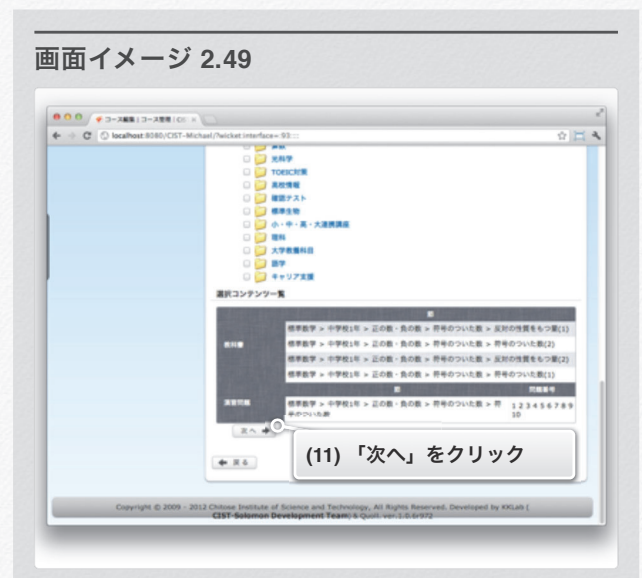 画面イメージ 2.49
コース編集 | コース管理 | CIS
localhost:8080/CIST-Michael/?wicket:interface=:93::::
算数
光科学
TOEIC対策
高校情報
確認テスト
標準生物
小・中・高・大連携講座
理科
大学教養科目
語学
キャリア支援
選択コンテンツ一覧
節
教科書
標準数学 > 中学校1年 > 正の数・負の数 > 符号のついた数 > 反対の性質をもつ量(1)
標準数学 > 中学校1年 > 正の数・負の数 > 符号のついた数 > 符号のついた数(2)
標準数学 > 中学校1年 > 正の数・負の数 > 符号のついた数 > 反対の性質をもつ量(2)
標準数学 > 中学校1年 > 正の数・負の数 > 符号のついた数 > 符号のついた数(1)
節 問題番号
演習問題
標準数学 > 中学校1年 > 正の数・負の数 > 符号のついた数 > 符 1 2 3 4 5 6 7 8 9
号のついた数 10
次へ
(11) 「次へ」をクリック
戻る
Copyright © 2009 - 2012 Chitose Institute of Science and Technology, All Rights Reserved. Developed by KKLab (
CIST-Solomon Development Team) & Quoll. ver.1.0.6r972